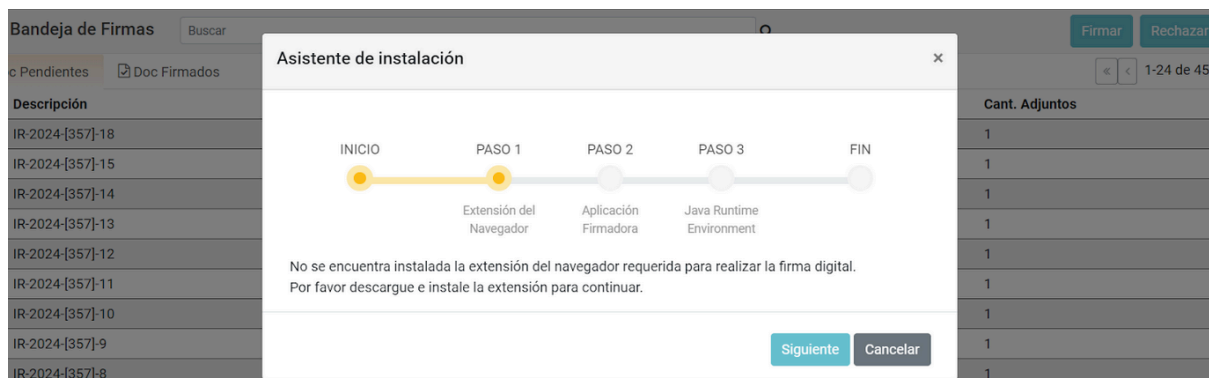 Bandeja de Firmas Buscar Firmar Rechazar
Asistente de instalación ×
Pendientes Doc Firmados « < 1-24 de 45
Descripción Cant. Adjuntos
IR-2024-[357]-18 1
INICIO PASO 1 PASO 2 PASO 3 FIN
IR-2024-[357]-15 1
IR-2024-[357]-14 1
Extensión del Aplicación Java Runtime
Navegador Firmadora Environment
IR-2024-[357]-13 1
IR-2024-[357]-12 1
No se encuentra instalada la extensión del navegador requerida para realizar la firma digital.
Por favor descargue e instale la extensión para continuar.
IR-2024-[357]-11 1
IR-2024-[357]-10 1
IR-2024-[357]-9 1
Siguiente Cancelar
IR-2024-[357]-8 1